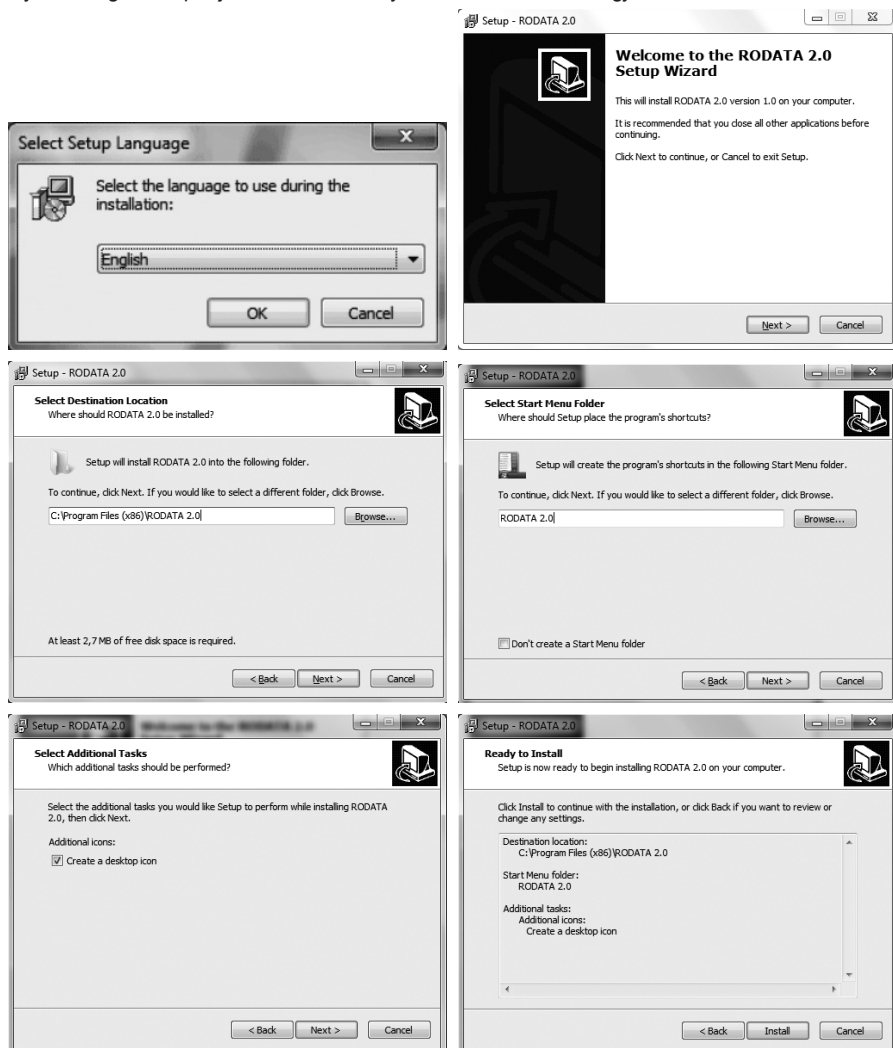 Setup - RODATA 2.0
Welcome to the RODATA 2.0
Setup Wizard
This will install RODATA 2.0 version 1.0 on your computer.
It is recommended that you close all other applications before
continuing.
Click Next to continue, or Cancel to exit Setup.
Next >
Cancel
Select Setup Language
Select the language to use during the
installation:
English
OK
Cancel
Setup - RODATA 2.0
Select Destination Location
Where should RODATA 2.0 be installed?
Setup will install RODATA 2.0 into the following folder.
To continue, click Next. If you would like to select a different folder, click Browse.
C:\Program Files (x86)\RODATA 2.0
Browse...
At least 2,7 MB of free disk space is required.
< Back
Next >
Cancel
Setup - RODATA 2.0
Select Start Menu Folder
Where should Setup place the program's shortcuts?
Setup will create the program's shortcuts in the following Start Menu folder.
To continue, click Next. If you would like to select a different folder, click Browse.
RODATA 2.0
Browse...
Don't create a Start Menu folder
< Back
Next >
Cancel
Setup - RODATA 2.0
Select Additional Tasks
Which additional tasks should be performed?
Select the additional tasks you would like Setup to perform while installing RODATA
2.0, then click Next.
Additional icons:
Create a desktop icon
< Back
Next >
Cancel
Setup - RODATA 2.0
Ready to Install
Setup is now ready to begin installing RODATA 2.0 on your computer.
Click Install to continue with the installation, or click Back if you want to review or
change any settings.
Destination location:
C:\Program Files (x86)\RODATA 2.0
Start Menu folder:
RODATA 2.0
Additional tasks:
Additional icons:
Create a desktop icon
< Back
Install
Cancel